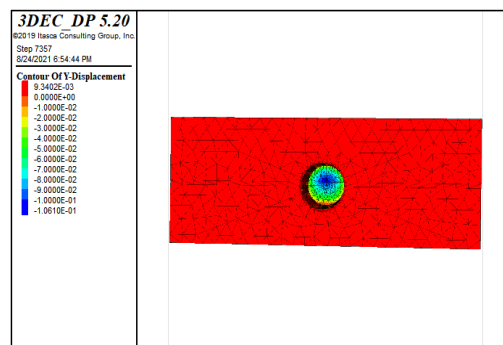 3DEC_DP 5.20
©2019 Itasca Consulting Group, Inc.
Step 7357
8/24/2021 6:54:44 PM
Contour Of Y-Displacement
9.3402E-03
0.0000E+00
-1.0000E-02
-2.0000E-02
-3.0000E-02
-4.0000E-02
-5.0000E-02
-6.0000E-02
-7.0000E-02
-8.0000E-02
-9.0000E-02
-1.0000E-01
-1.0610E-01